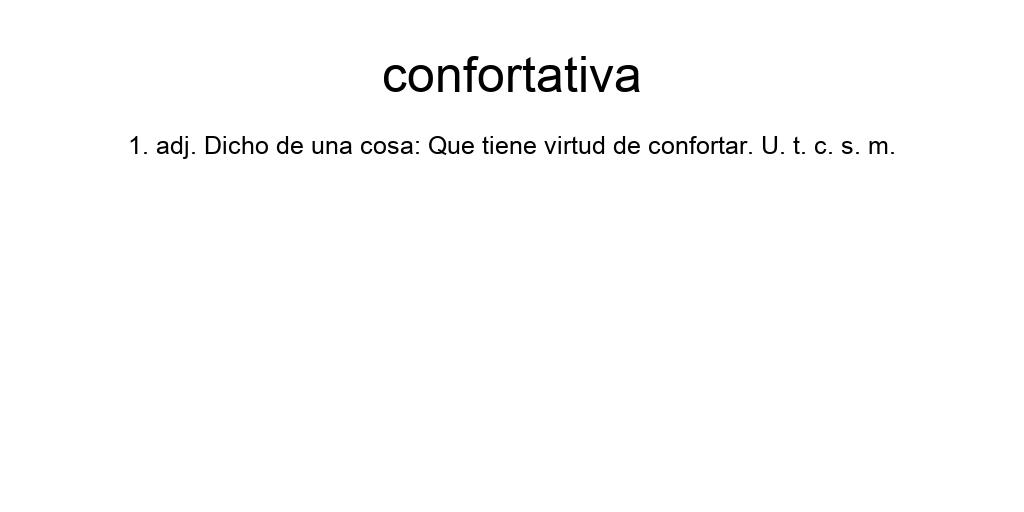 confortativa
1. adj. Dicho de una cosa: Que tiene virtud de confortar. U. t. c. s. m.